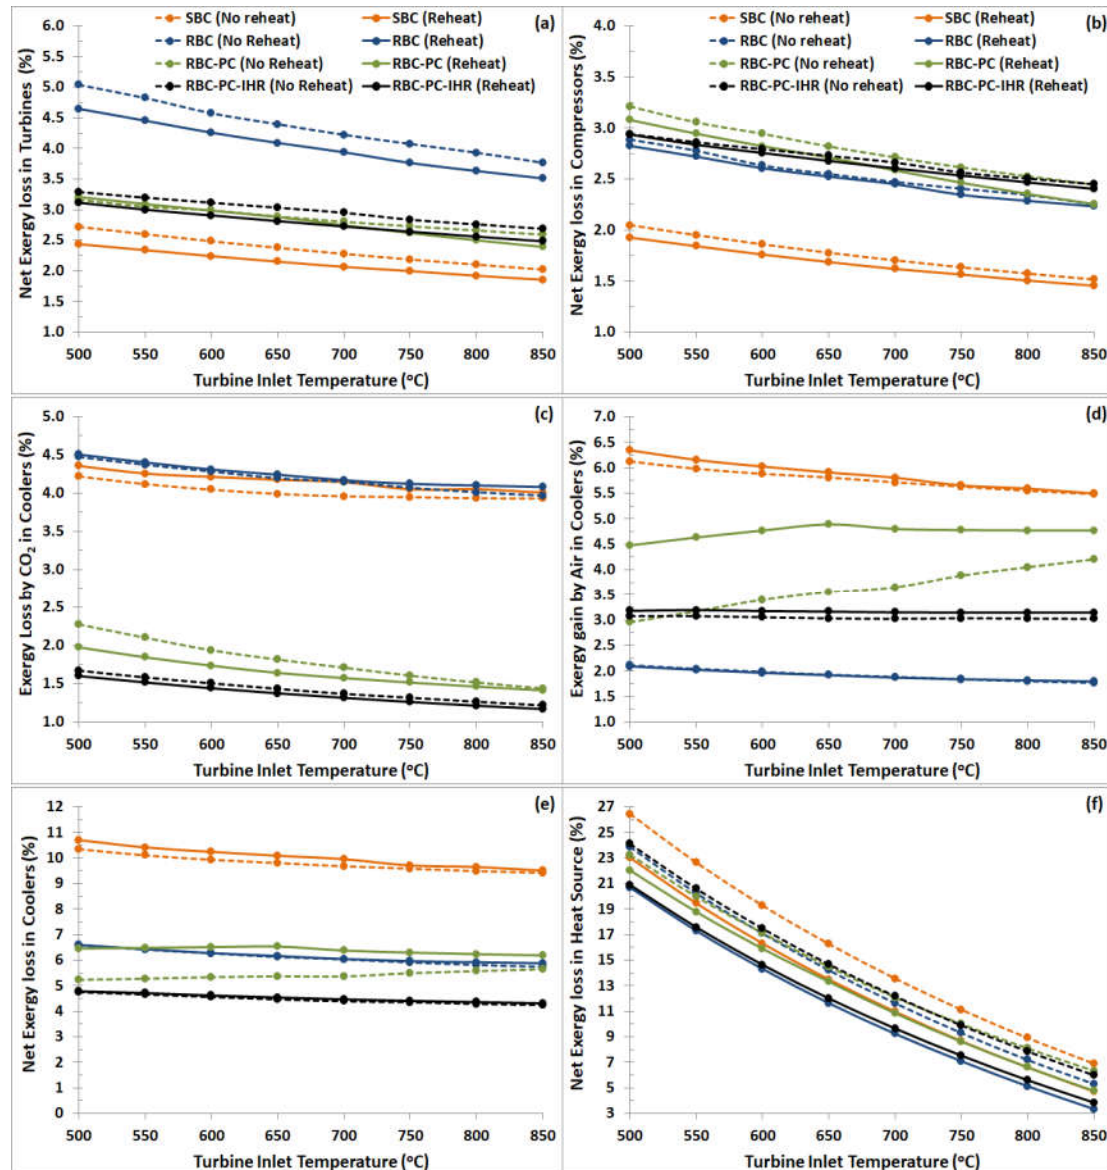 (a)
SBC (No reheat) SBC (Reheat)
RBC (No Reheat) RBC (Reheat)
RBC-PC (No Reheat) RBC-PC (Reheat)
RBC-PC-IHR (No Reheat) RBC-PC-IHR (Reheat)
Net Exergy loss in Turbines (%)
6.0
5.5
5.0
4.5
4.0
3.5
3.0
2.5
2.0
1.5
1.0
500 550 600 650 700 750 800 850
Turbine Inlet Temperature (°C)
(b)
SBC (No reheat) SBC (Reheat)
RBC (No reheat) RBC (Reheat)
RBC-PC (No reheat) RBC-PC (Reheat)
RBC-PC-IHR (No reheat) RBC-PC-IHR (Reheat)
Net Exergy loss in Compressors (%)
4.0
3.5
3.0
2.5
2.0
1.5
1.0
500 550 600 650 700 750 800 850
Turbine Inlet Temperature (°C)
(c)
Exergy Loss by CO₂ in Coolers (%)
5.0
4.5
4.0
3.5
3.0
2.5
2.0
1.5
1.0
500 550 600 650 700 750 800 850
Turbine Inlet Temperature (°C)
(d)
Exergy gain by Air in Coolers (%)
7.0
6.5
6.0
5.5
5.0
4.5
4.0
3.5
3.0
2.5
2.0
1.5
1.0
500 550 600 650 700 750 800 850
Turbine Inlet Temperature (°C)
(e)
Net Exergy loss in Coolers (%)
12
11
10
9
8
7
6
5
4
3
2
1
0
500 550 600 650 700 750 800 850
Turbine Inlet Temperature (°C)
(f)
Net Exergy loss in Heat Source (%)
27
25
23
21
19
17
15
13
11
9
7
5
3
500 550 600 650 700 750 800 850
Turbine Inlet Temperature (°C)